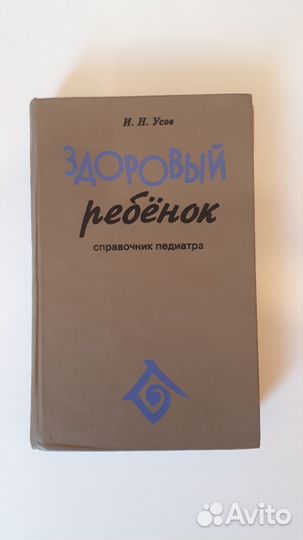 И. Н. Усов
ЗДОРОВЫЙ
ребёнок
справочник педиатра
Avito